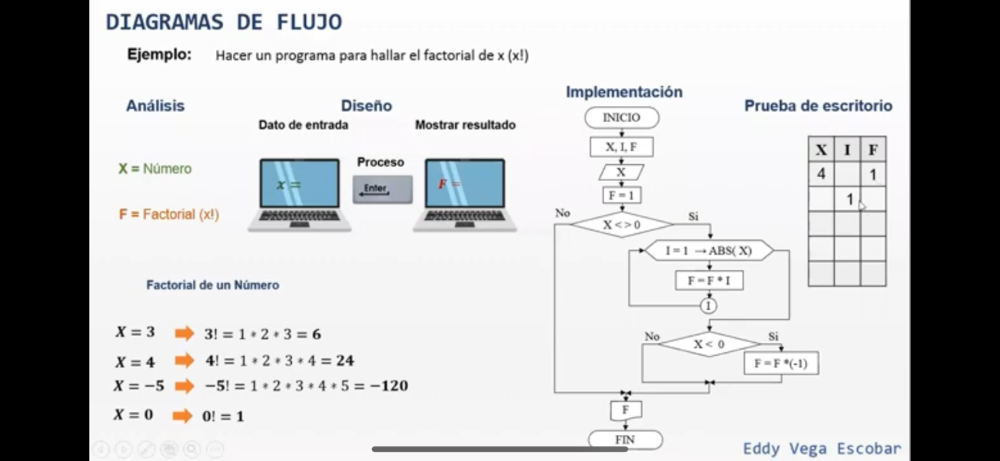 DIAGRAMAS DE FLUJO
Ejemplo: Hacer un programa para hallar el factorial de x (x!)
Análisis
Diseño
Dato de entrada
Mostrar resultado
X = Número
F = Factorial (x!)
x =
Proceso
Enter
F =
Factorial de un Número
X = 3 3! = 1 * 2 * 3 = 6
X = 4 4! = 1 * 2 * 3 * 4 = 24
X = −5 −5! = 1 * 2 * 3 * 4 * 5 = −120
X = 0 0! = 1
Implementación
INICIO
X, I, F
X
F = 1
No
X < > 0
Si
I = 1 → ABS( X)
F = F * I
I
No
X < 0
Si
F = F *(-1)
F
FIN
Prueba de escritorio
X I F
4 1
1
Eddy Vega Escobar